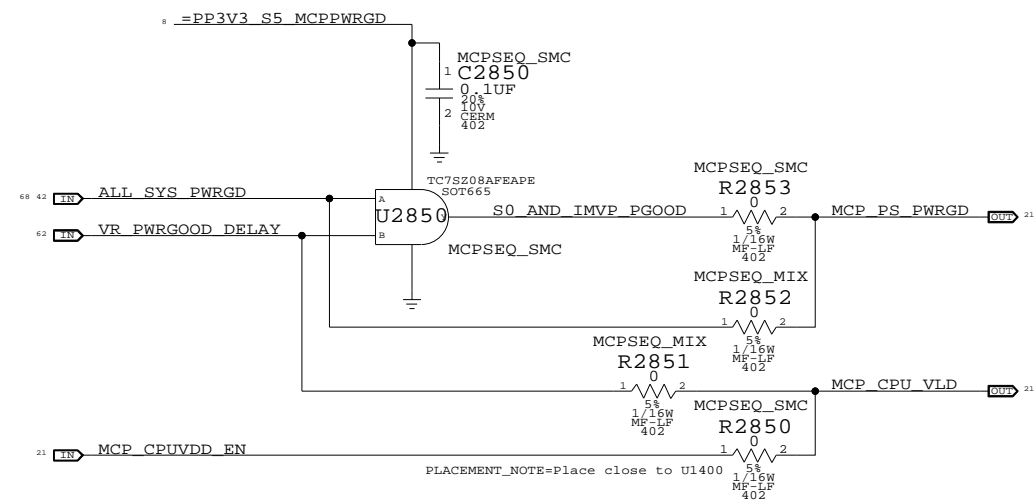 8 =PP3V3_S5_MCPPWRGD
MCPSEQ_SMC
1 C2850
0.1UF
20%
10V
2 CERM
402
TC7SZ08AFEAPE
SOT665
68 42 IN ALL_SYS_PWRGD
A
U2850 Y
S0_AND_IMVP_PGOOD
62 IN VR_PWRGOOD_DELAY
B
MCPSEQ_SMC
MCPSEQ_SMC
R2853
0
1 2
5%
1/16W
MF-LF
402
MCP_PS_PWRGD OUT 21
MCPSEQ_MIX
R2852
0
1 2
5%
1/16W
MF-LF
402
MCPSEQ_MIX
R2851
0
1 2
5%
1/16W
MF-LF
402
MCP_CPU_VLD OUT 21
MCPSEQ_SMC
R2850
0
21 IN MCP_CPUVDD_EN
1 2
PLACEMENT_NOTE=Place close to U1400
5%
1/16W
MF-LF
402